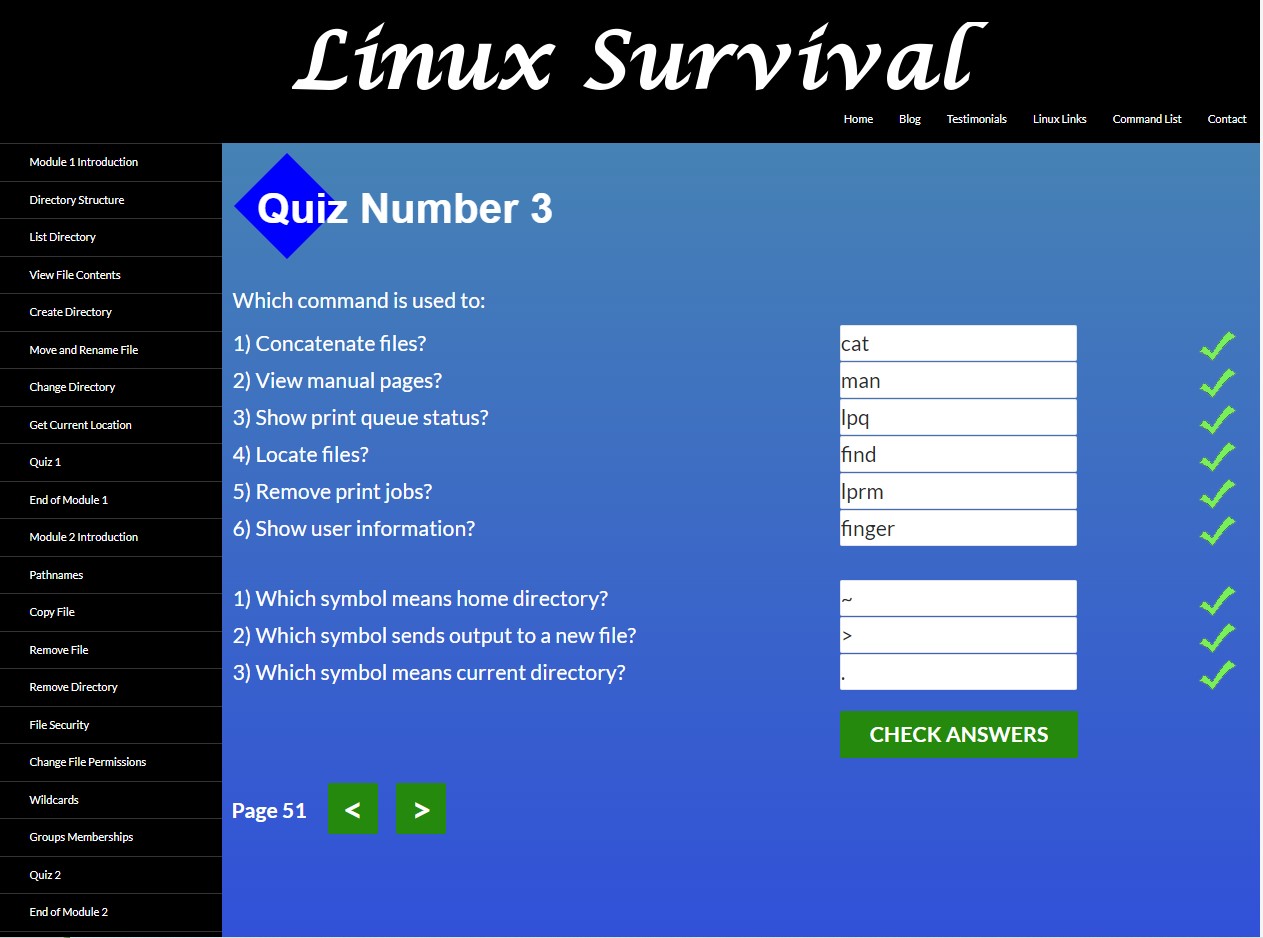 Linux Survival
Home Blog Testimonials Linux Links Command List Contact
Module 1 Introduction
Directory Structure
List Directory
View File Contents
Create Directory
Move and Rename File
Change Directory
Get Current Location
Quiz 1
End of Module 1
Module 2 Introduction
Pathnames
Copy File
Remove File
Remove Directory
File Security
Change File Permissions
Wildcards
Groups Memberships
Quiz 2
End of Module 2
Quiz Number 3
Which command is used to:
1) Concatenate files? cat
2) View manual pages? man
3) Show print queue status? lpq
4) Locate files? find
5) Remove print jobs? lprm
6) Show user information? finger
1) Which symbol means home directory? ~
2) Which symbol sends output to a new file? >
3) Which symbol means current directory? .
CHECK ANSWERS
Page 51 < >